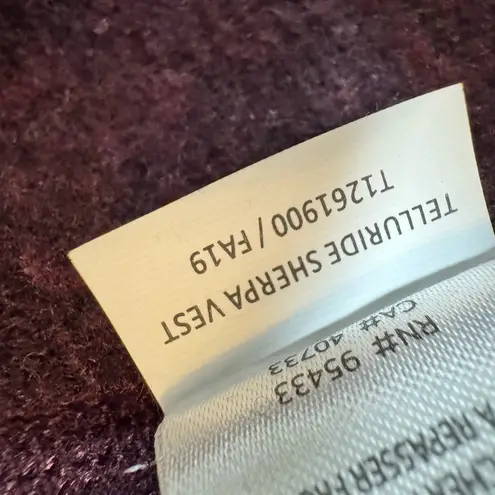 TELLURIDE SHERPA VEST
T1261900 / FA19
RN# 95433
CA# 40733
A REPASSER